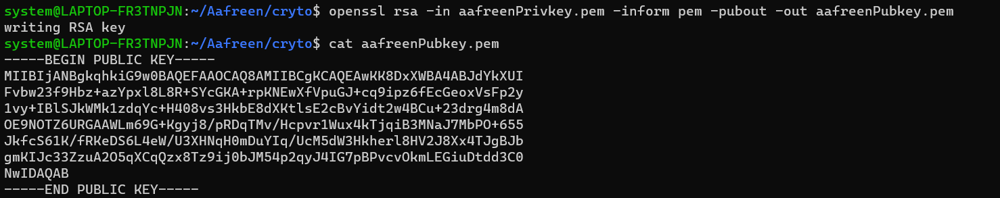 system@LAPTOP-FR3TNPJN:~/Aafreen/cryto$ openssl rsa -in aafreenPrivkey.pem -inform pem -pubout -out aafreenPubkey.pem
writing RSA key
system@LAPTOP-FR3TNPJN:~/Aafreen/cryto$ cat aafreenPubkey.pem
-----BEGIN PUBLIC KEY-----
MIIBIjANBgkqhkiG9w0BAQEFAAOCAQ8AMIIBCgKCAQEAwKK8DxXWBA4ABJdYkXUI
Fvbw23f9Hbz+azYpxl8L8R+SYcGKA+rpKNEwXfVpuGJ+cq9ipz6fEcGeoxVsFp2y
1vy+IBlSJkWMk1zdqYc+H408vs3HkbE8dXKtlsE2cBvYidt2w4BCu+23drg4m8dA
OE9NOTZ6URGAAWLm69G+Kgyj8/pRDqTMv/Hcpvr1Wux4kTjqiB3MNaJ7MbPO+655
JkfcS61K/fRKeDS6L4eW/U3XHNqH0mDuYIq/UcM5dW3Hkherl8HV2J8Xx4TJgBJb
gmKIJc33ZzuA2O5qXCqQzx8Tz9ij0bJM54p2qyJ4IG7pBPvcvOkmLEGiuDtdd3C0
NwIDAQAB
-----END PUBLIC KEY-----